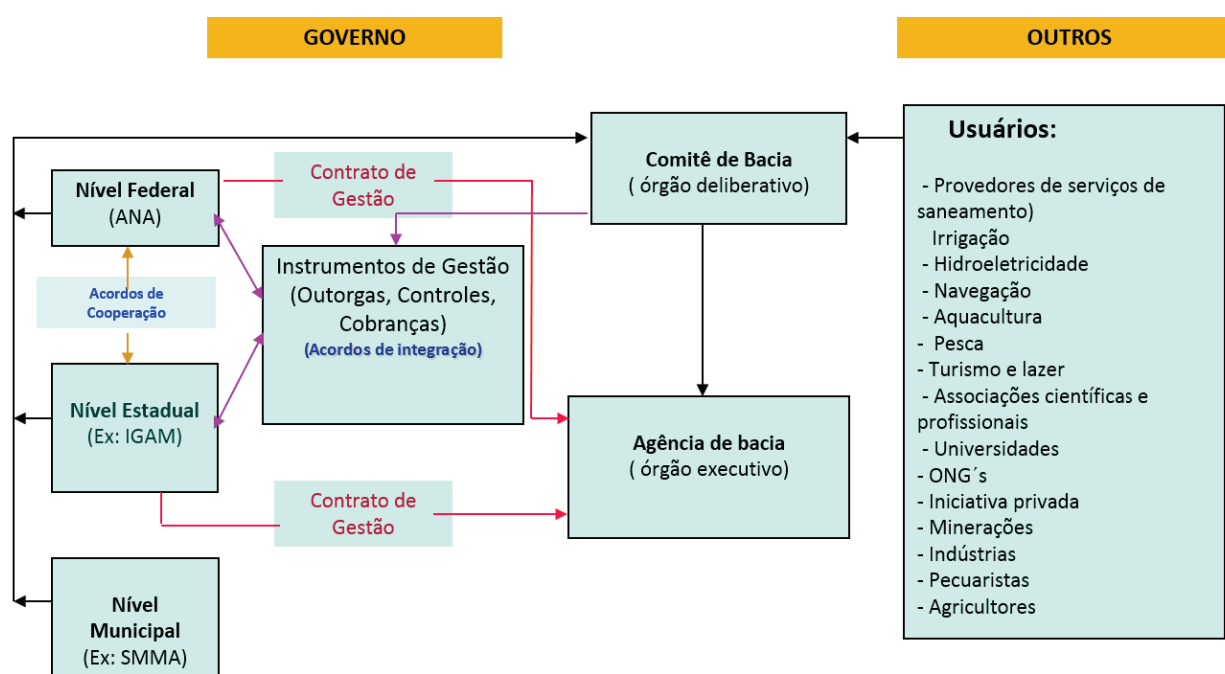 GOVERNO
OUTROS
Nível Federal
(ANA)
Contrato de
Gestão
Comitê de Bacia
( órgão deliberativo)
Acordos de
Cooperação
Instrumentos de Gestão
(Outorgas, Controles,
Cobranças)
(Acordos de integração)
Nível Estadual
(Ex: IGAM)
Contrato de
Gestão
Agência de bacia
( órgão executivo)
Nível
Municipal
(Ex: SMMA)
Usuários:
- Provedores de serviços de
saneamento)
Irrigação
- Hidroeletricidade
- Navegação
- Aquacultura
- Pesca
- Turismo e lazer
- Associações científicas e
profissionais
- Universidades
- ONG´s
- Iniciativa privada
- Minerações
- Indústrias
- Pecuaristas
- Agricultores